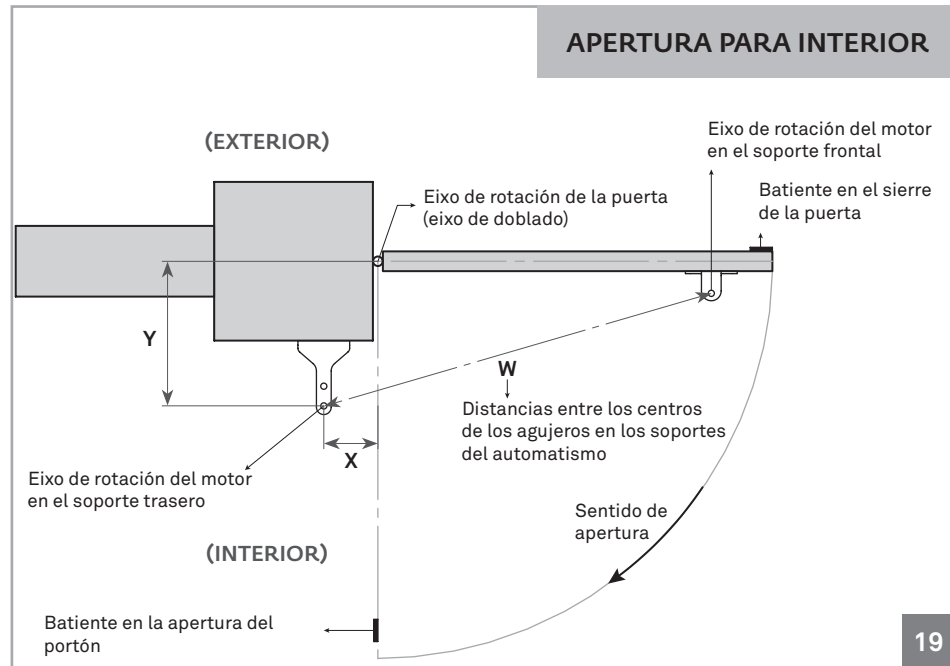 APERTURA PARA INTERIOR
(EXTERIOR)
Eixo de rotación del motor
en el soporte frontal
Eixo de rotación de la puerta
(eixo de doblado)
Batiente en el sierre
de la puerta
Y
W
Distancias entre los centros
de los agujeros en los soportes
del automatismo
X
Eixo de rotación del motor
en el soporte trasero
Sentido de
apertura
(INTERIOR)
Batiente en la apertura del
portón
19